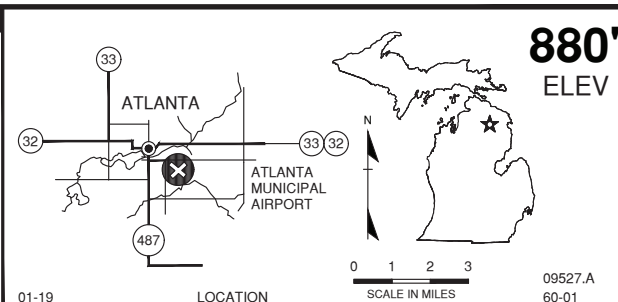 33
880'
ELEV
ATLANTA
32
33 32
N
ATLANTA
MUNICIPAL
AIRPORT
487
0 1 2 3
SCALE IN MILES
01-19
LOCATION
09527.A
60-01